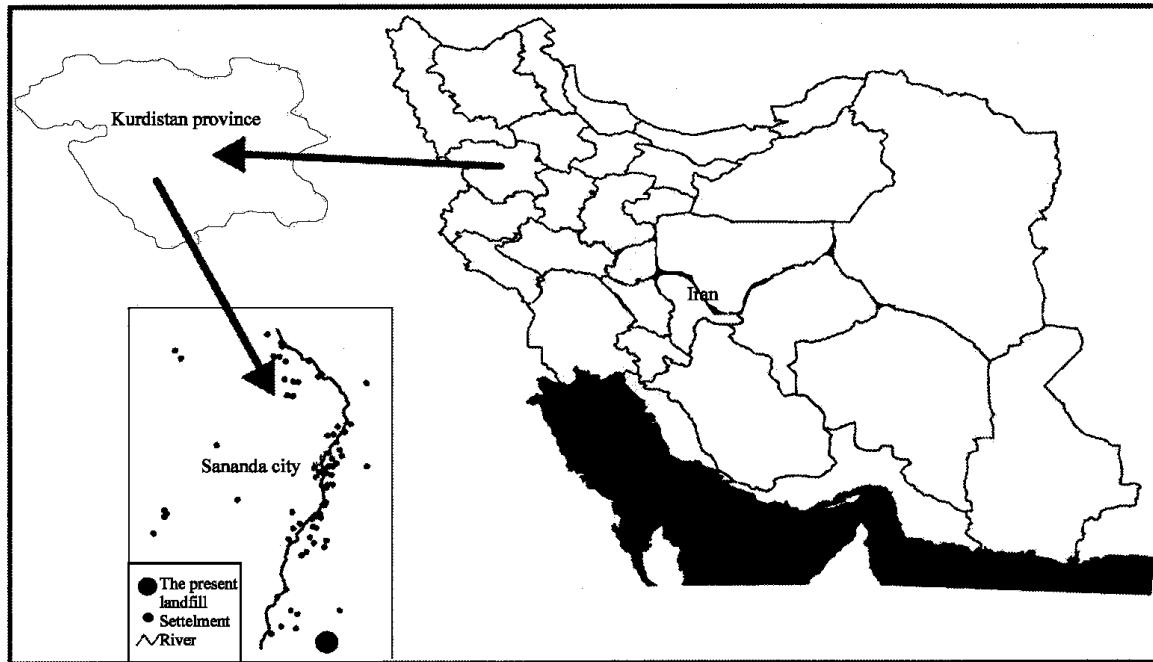 Kurdistan province
Iran
Sananda city
The present
landfill
Settelment
River